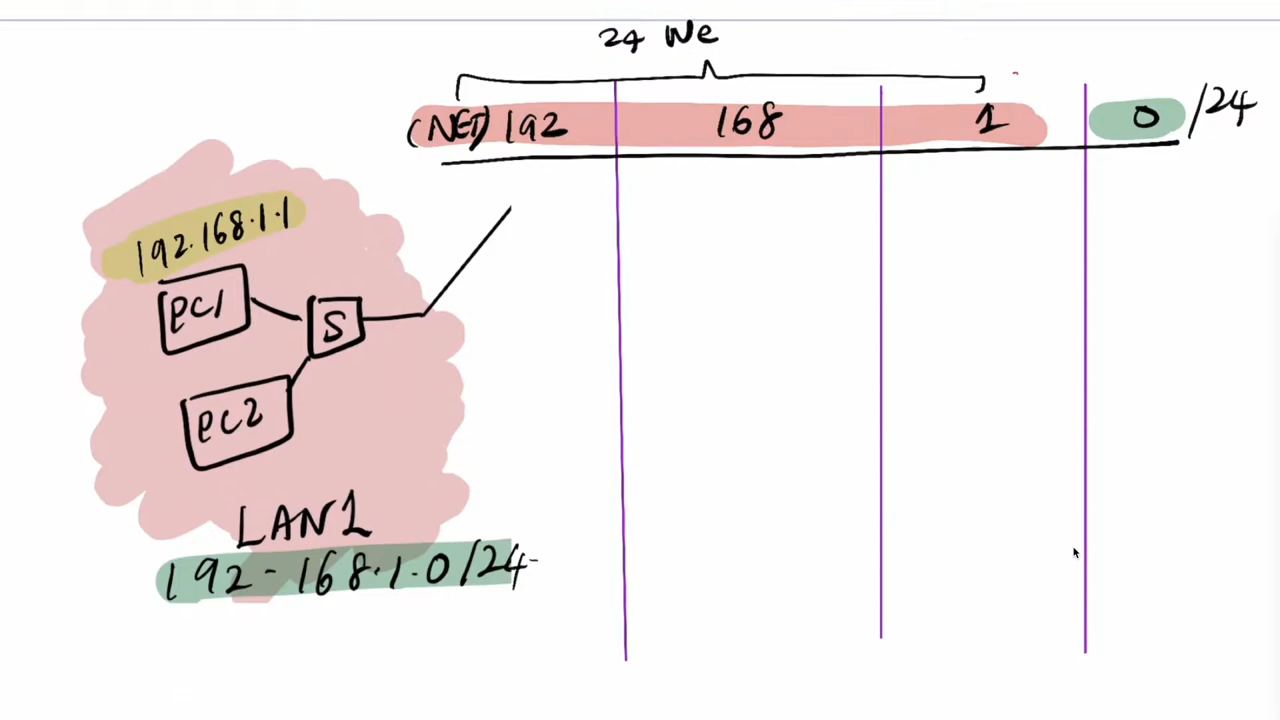 24 We
(NET) 192 168 1 0 /24
192.168.1.1
PC1
S
PC2
LAN1
192-168.1.0/24-